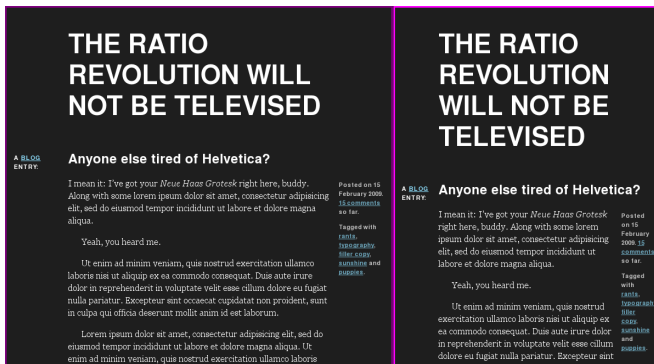 THE RATIO
REVOLUTION WILL
NOT BE TELEVISED
A BLOG
ENTRY:
Anyone else tired of Helvetica?
I mean it: I've got your Neue Haas Grotesk right here, buddy.
Along with some lorem ipsum dolor sit amet, consectetur adipisicing
elit, sed do eiusmod tempor incididunt ut labore et dolore magna
aliqua.
Yeah, you heard me.
Ut enim ad minim veniam, quis nostrud exercitation ullamco
laboris nisi ut aliquip ex ea commodo consequat. Duis aute irure
dolor in reprehenderit in voluptate velit esse cillum dolore eu fugiat
nulla pariatur. Excepteur sint occaecat cupidatat non proident, sunt
in culpa qui officia deserunt mollit anim id est laborum.
Lorem ipsum dolor sit amet, consectetur adipisicing elit, sed do
eiusmod tempor incididunt ut labore et dolore magna aliqua. Ut
enim ad minim veniam, quis nostrud exercitation ullamco laboris
Posted on 15
February 2009.
15 comments
so far.
Tagged with
rants,
typography,
filler copy,
sunshine and
puppies.
THE RATIO
REVOLUTION
WILL NOT BE
TELEVISED
A BLOG
ENTRY:
Anyone else tired of Helvetica?
I mean it: I've got your Neue Haas Grotesk
right here, buddy. Along with some lorem
ipsum dolor sit amet, consectetur adipisicing
elit, sed do eiusmod tempor incididunt ut
labore et dolore magna aliqua.
Yeah, you heard me.
Ut enim ad minim veniam, quis nostrud
exercitation ullamco laboris nisi ut aliquip ex
ea commodo consequat. Duis aute irure dolor
in reprehenderit in voluptate velit esse cillum
dolore eu fugiat nulla pariatur. Excepteur sint
Posted
on 15
February
2009. 15
comments
so far.
Tagged
with
rants,
typography
filler
copy,
sunshine
and
puppies.